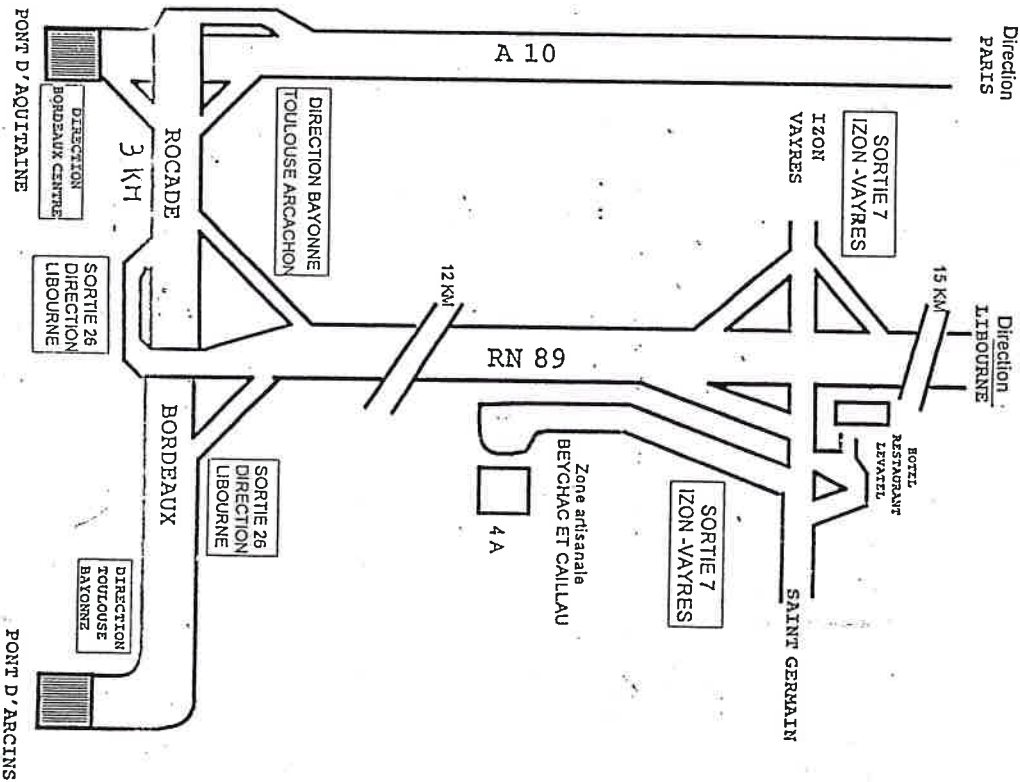 Direction
PARIS
Direction
LIBOURNE
15 KM
SORTIE 7
IZON -VAYRES
HOTEL
RESTAURANT
LEVATEL
IZON
VAYRES
SAINT GERMAIN
SORTIE 7
IZON -VAYRES
A 10
RN 89
Zone artisanale
BEYCHAC ET CAILLAU
4 A
12 KM
DIRECTION BAYONNE
TOULOUSE ARCACHON
SORTIE 26
DIRECTION
LIBOURNE
ROCADE
BORDEAUX
3 KM
DIRECTION
BORDEAUX CENTRE
SORTIE 26
DIRECTION
LIBOURNE
DIRECTION
TOULOUSE
BAYONNE
PONT D'AQUITAINE
PONT D'ARCINS